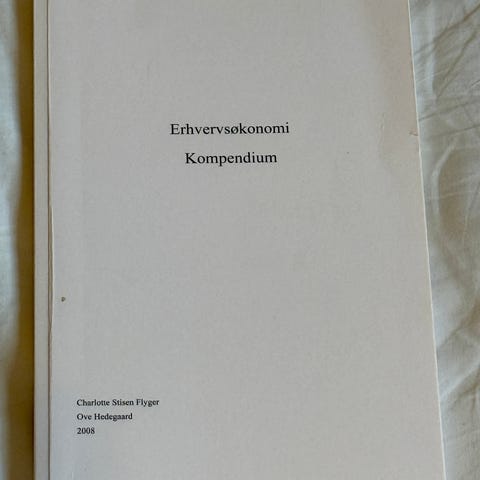 Erhvervsøkonomi
Kompendium
Charlotte Stisen Flyger
Ove Hedegaard
2008